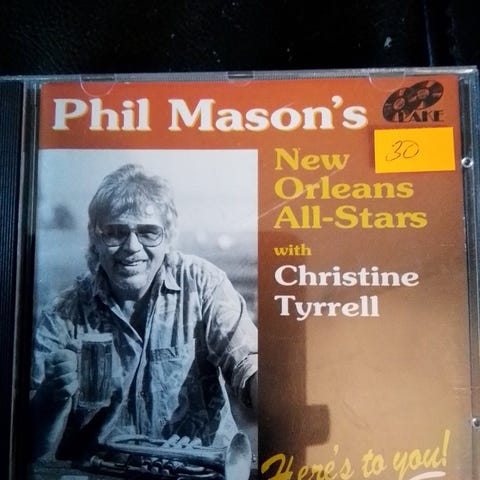 Phil Mason's
LAKE
30
New
Orleans
All-Stars
with
Christine
Tyrrell
Here's to you!